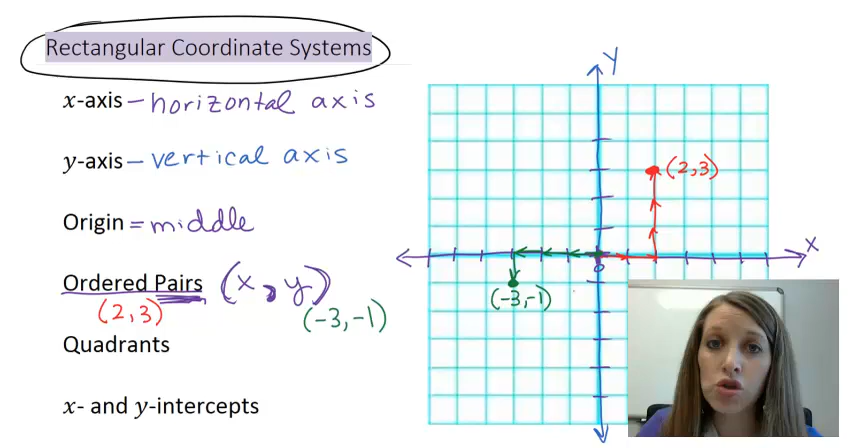 Rectangular Coordinate Systems
x-axis – horizontal axis
y-axis – vertical axis
Origin = middle
Ordered Pairs (x, y)
(2,3) (-3,-1)
Quadrants
x- and y-intercepts
Y
(2,3)
X
0
(-3,-1)